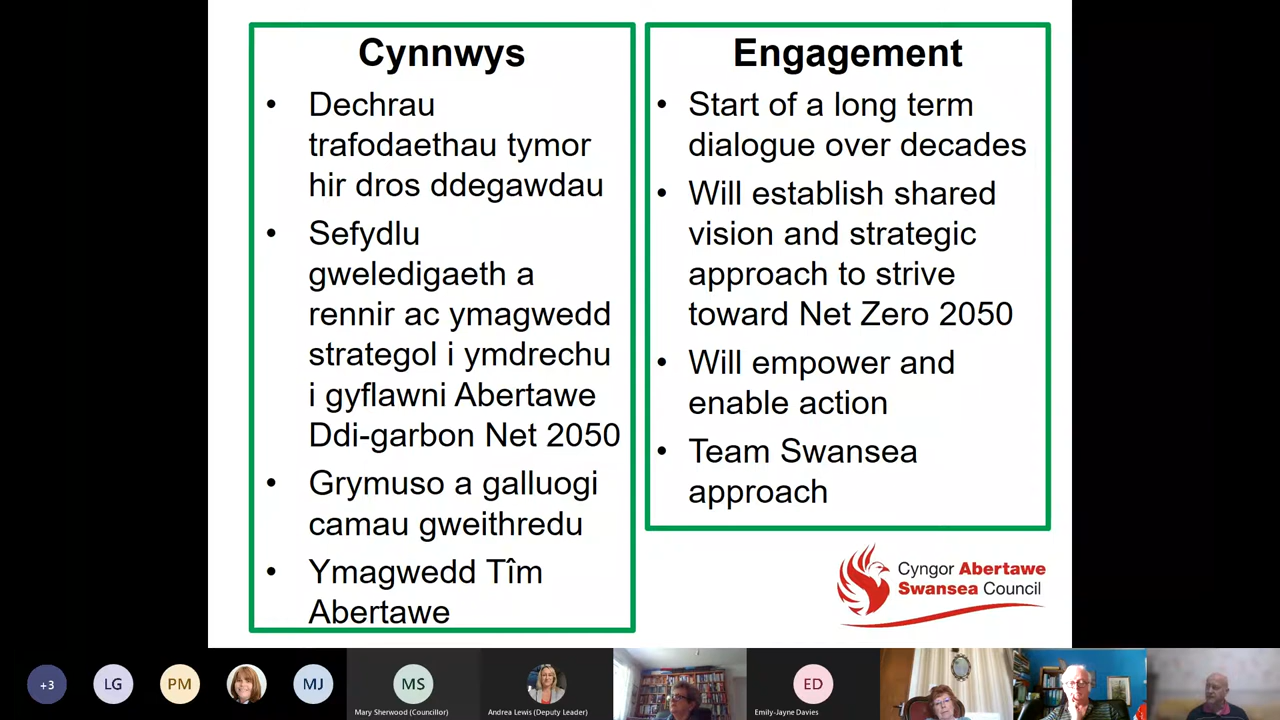 Cynnwys
• Dechrau
trafodaethau tymor
hir dros ddegawdau
• Sefydlu
gweledigaeth a
rennir ac ymagwedd
strategol i ymdrechu
i gyflawni Abertawe
Ddi-garbon Net 2050
• Grymuso a galluogi
camau gweithredu
• Ymagwedd Tîm
Abertawe
Engagement
• Start of a long term
dialogue over decades
• Will establish shared
vision and strategic
approach to strive
toward Net Zero 2050
• Will empower and
enable action
• Team Swansea
approach
Cyngor Abertawe
Swansea Council
+3
LG
PM
MJ
MS
Mary Sherwood (Councillor)
Andrea Lewis (Deputy Leader)
ED
Emily-Jayne Davies